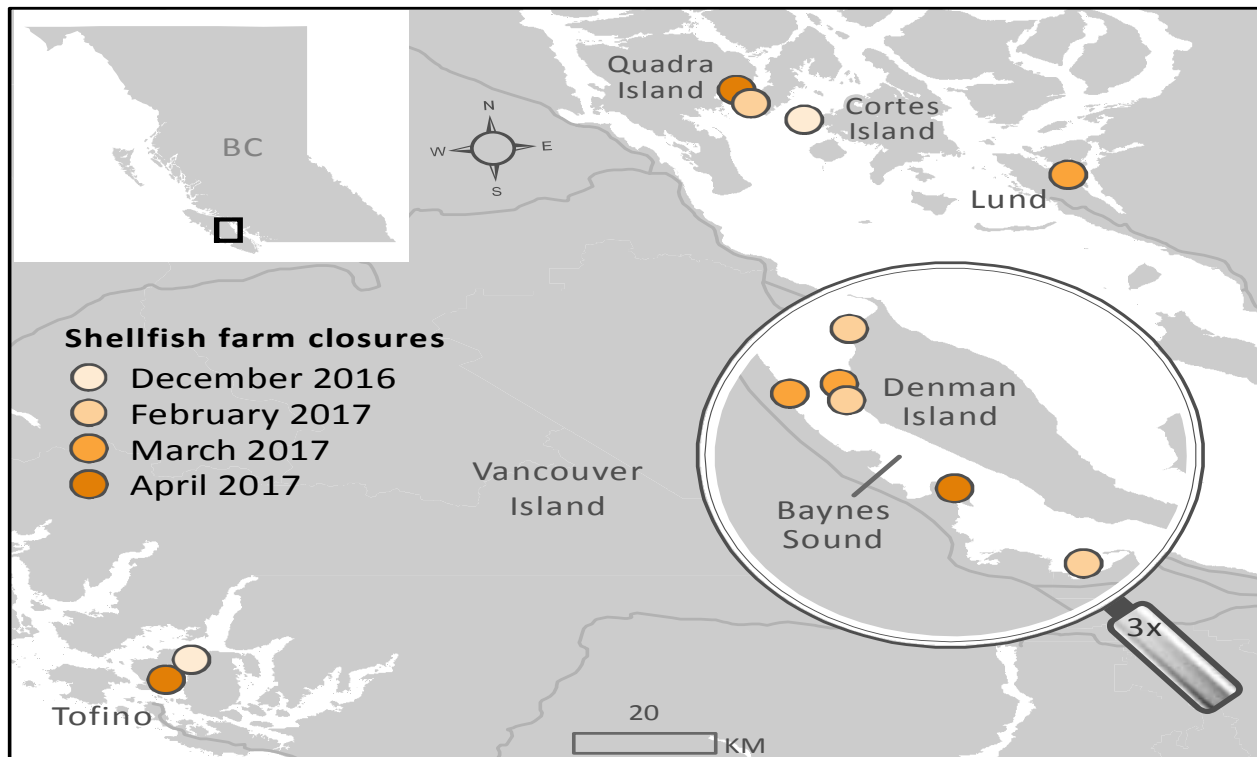 BC
N
W
E
S
Quadra
Island
Cortes
Island
Lund
Shellfish farm closures
December 2016
February 2017
March 2017
April 2017
Vancouver
Island
Denman
Island
Baynes
Sound
3x
Tofino
20
KM